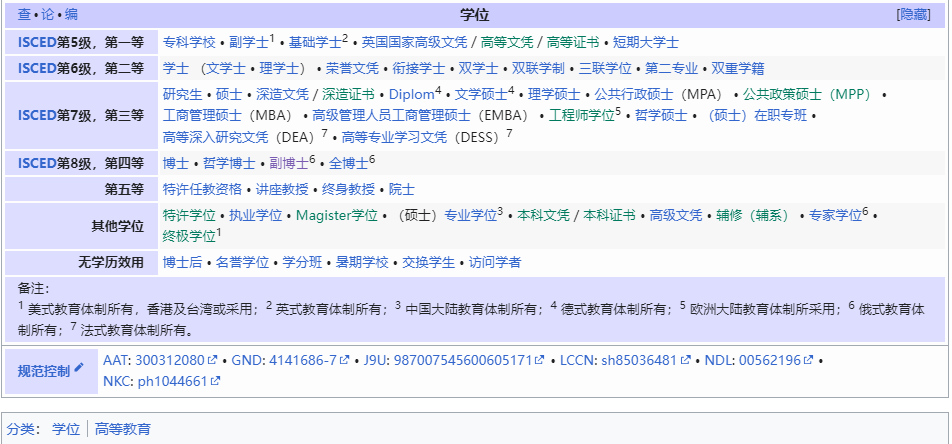 查 • 论 • 编 学位 [隐藏]
ISCED第5级，第一等 专科学校 • 副学士1 • 基础学士2 • 英国国家高级文凭 / 高等文凭 / 高等证书 • 短期大学士
ISCED第6级，第二等 学士 （文学士 • 理学士） • 荣誉文凭 • 衔接学士 • 双学士 • 双联学制 • 三联学位 • 第二专业 • 双重学籍
研究生 • 硕士 • 深造文凭 / 深造证书 • Diplom4 • 文学硕士4 • 理学硕士 • 公共行政硕士（MPA） • 公共政策硕士（MPP） •
ISCED第7级，第三等 工商管理硕士（MBA） • 高级管理人员工商管理硕士（EMBA） • 工程师学位5 • 哲学硕士 • （硕士）在职专班 •
高等深入研究文凭（DEA）7 • 高等专业学习文凭（DESS）7
ISCED第8级，第四等 博士 • 哲学博士 • 副博士6 • 全博士6
第五等 特许任教资格 • 讲座教授 • 终身教授 • 院士
其他学位 特许学位 • 执业学位 • Magister学位 • （硕士）专业学位3 • 本科文凭 / 本科证书 • 高级文凭 • 辅修（辅系） • 专家学位6 •
终极学位1
无学历效用 博士后 • 名誉学位 • 学分班 • 暑期学校 • 交换学生 • 访问学者
备注：
1 美式教育体制所有，香港及台湾或采用；2 英式教育体制所有；3 中国大陆教育体制所有；4 德式教育体制所有；5 欧洲大陆教育体制所采用；6 俄式教育体
制所有；7 法式教育体制所有。
规范控制 AAT: 300312080 • GND: 4141686-7 • J9U: 987007545600605171 • LCCN: sh85036481 • NDL: 00562196 •
NKC: ph1044661
分类： 学位 | 高等教育